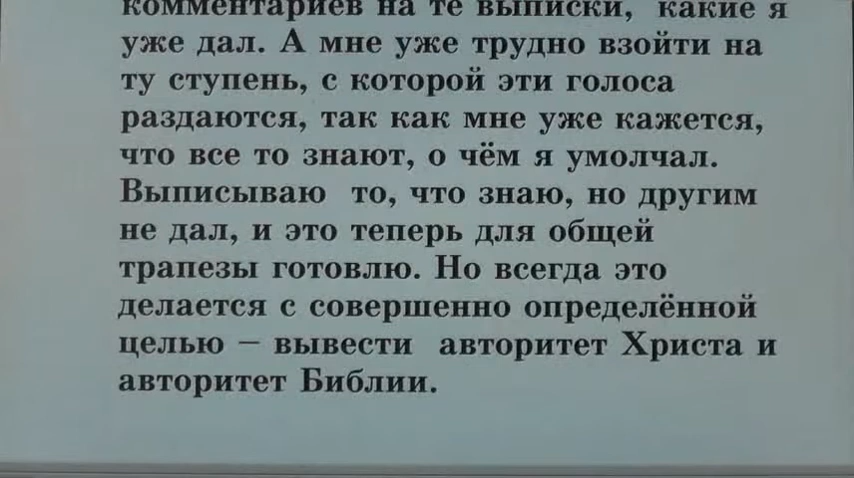 комментариев на те выписки, какие я
уже дал. А мне уже трудно взойти на
ту ступень, с которой эти голоса
раздаются, так как мне уже кажется,
что все то знают, о чём я умолчал.
Выписываю то, что знаю, но другим
не дал, и это теперь для общей
трапезы готовлю. Но всегда это
делается с совершенно определённой
целью – вывести авторитет Христа и
авторитет Библии.